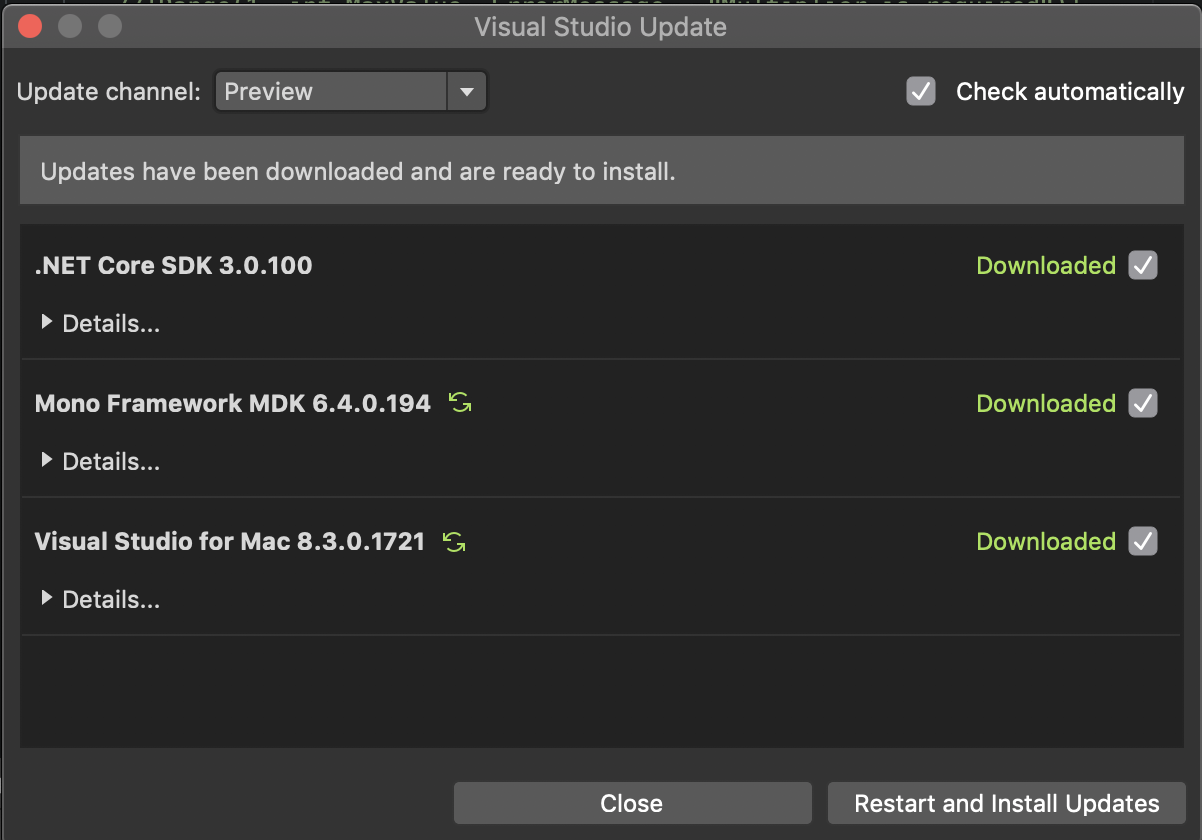 Visual Studio Update
Update channel: Preview Check automatically
Updates have been downloaded and are ready to install.
.NET Core SDK 3.0.100 Downloaded
Details...
Mono Framework MDK 6.4.0.194 Downloaded
Details...
Visual Studio for Mac 8.3.0.1721 Downloaded
Details...
Close Restart and Install Updates